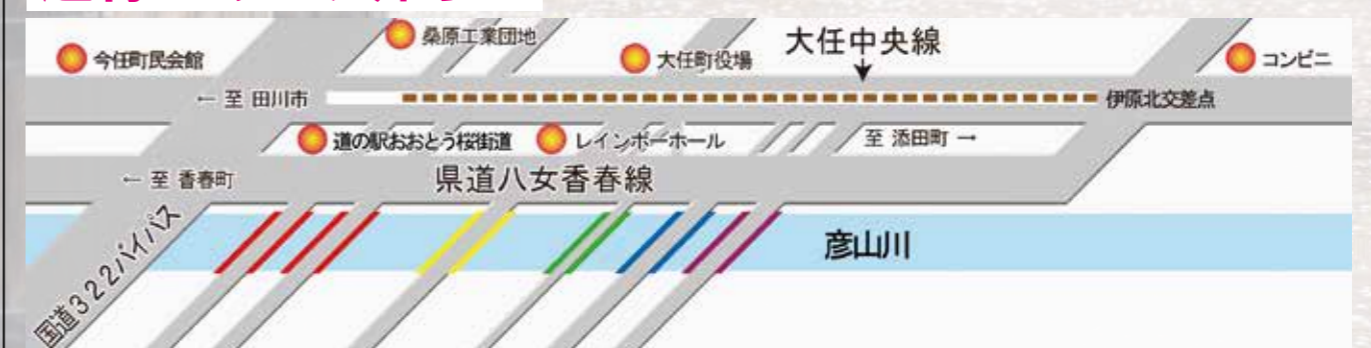 今任町民会館
桑原工業団地
大任町役場
大任中央線
コンビニ
← 至 田川市
伊原北交差点
道の駅おおとう桜街道
レインボーホール
至 添田町 →
← 至 香春町
県道八女香春線
国道322バイパス
彦山川